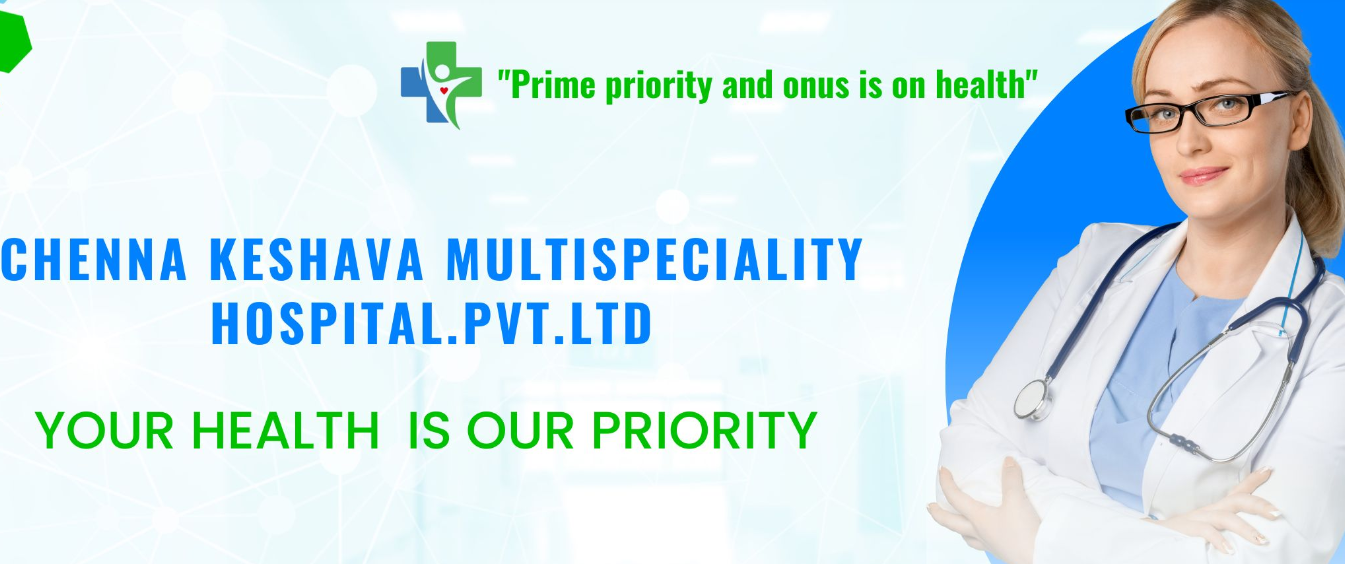 "Prime priority and onus is on health"
CHENNA KESHAVA MULTISPECIALITY
HOSPITAL.PVT.LTD
YOUR HEALTH IS OUR PRIORITY